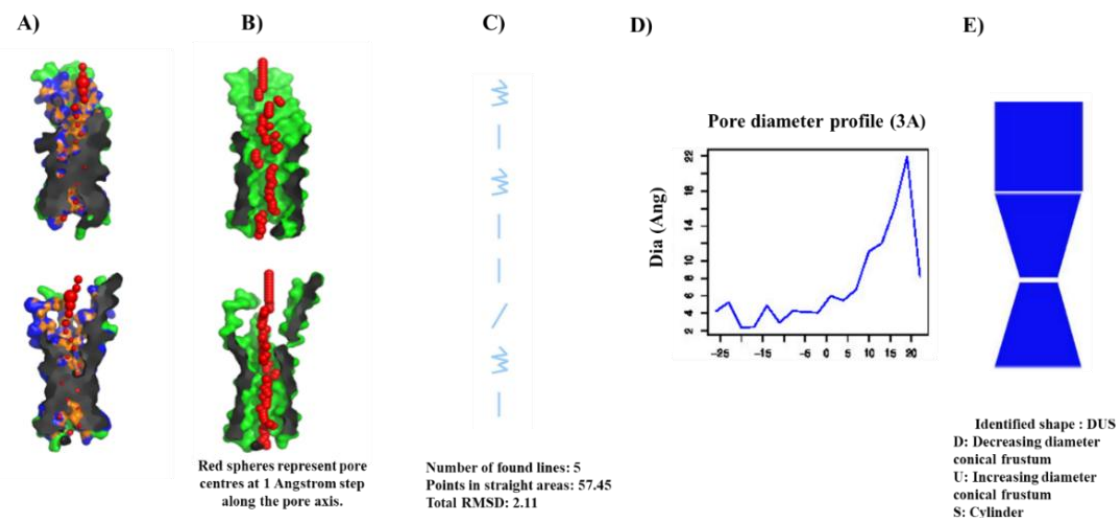 A)
B)
C)
D)
E)
Pore diameter profile (3A)
Dia (Ang)
22
18
14
10
8
6
4
2
-25
-15
-5
0
5
10
15
20
Red spheres represent pore
centres at 1 Angstrom step
along the pore axis.
Number of found lines: 5
Points in straight areas: 57.45
Total RMSD: 2.11
Identified shape : DUS
D: Decreasing diameter
conical frustum
U: Increasing diameter
conical frustum
S: Cylinder